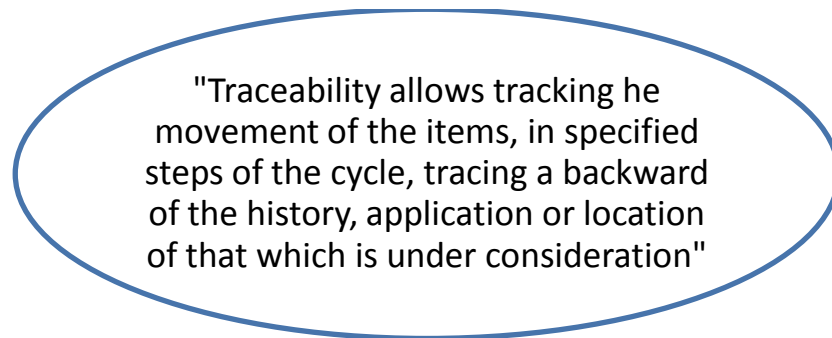 "Traceability allows tracking he
movement of the items, in specified
steps of the cycle, tracing a backward
of the history, application or location
of that which is under consideration"